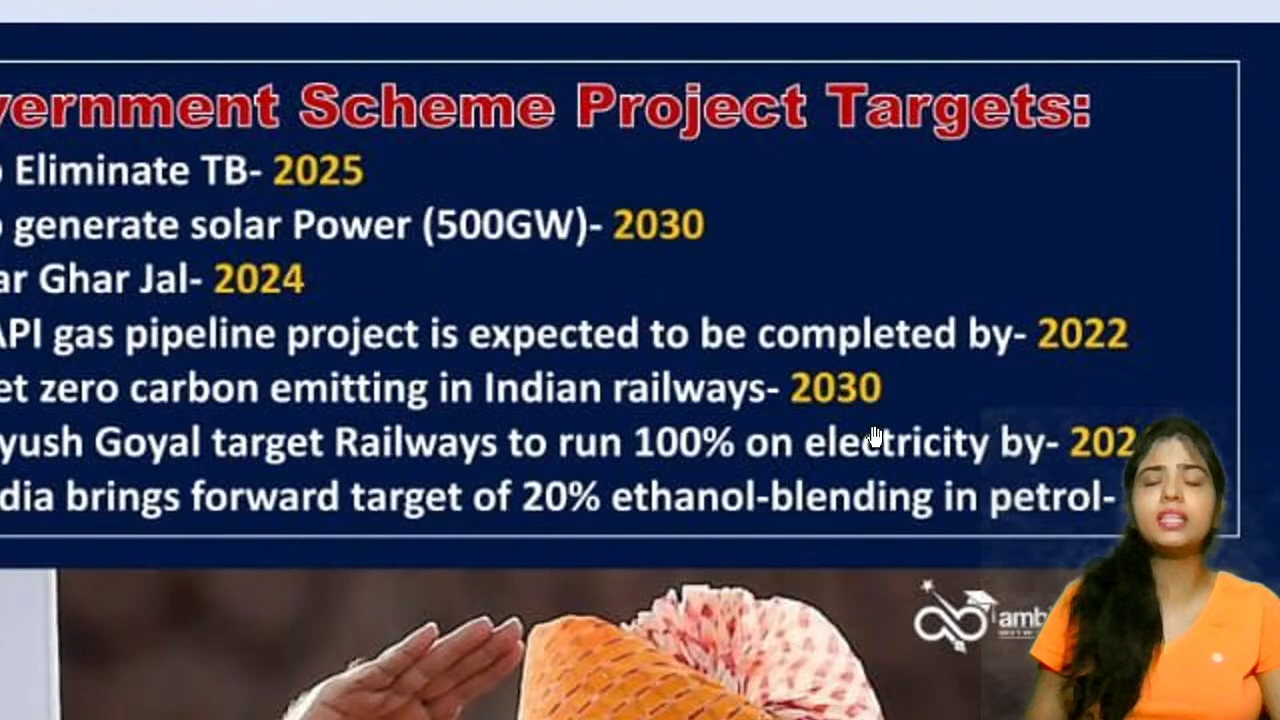 vernment Scheme Project Targets:
o Eliminate TB- 2025
o generate solar Power (500GW)- 2030
ar Ghar Jal- 2024
API gas pipeline project is expected to be completed by- 2022
et zero carbon emitting in Indian railways- 2030
yush Goyal target Railways to run 100% on electricity by- 202
dia brings forward target of 20% ethanol-blending in petrol-
amb